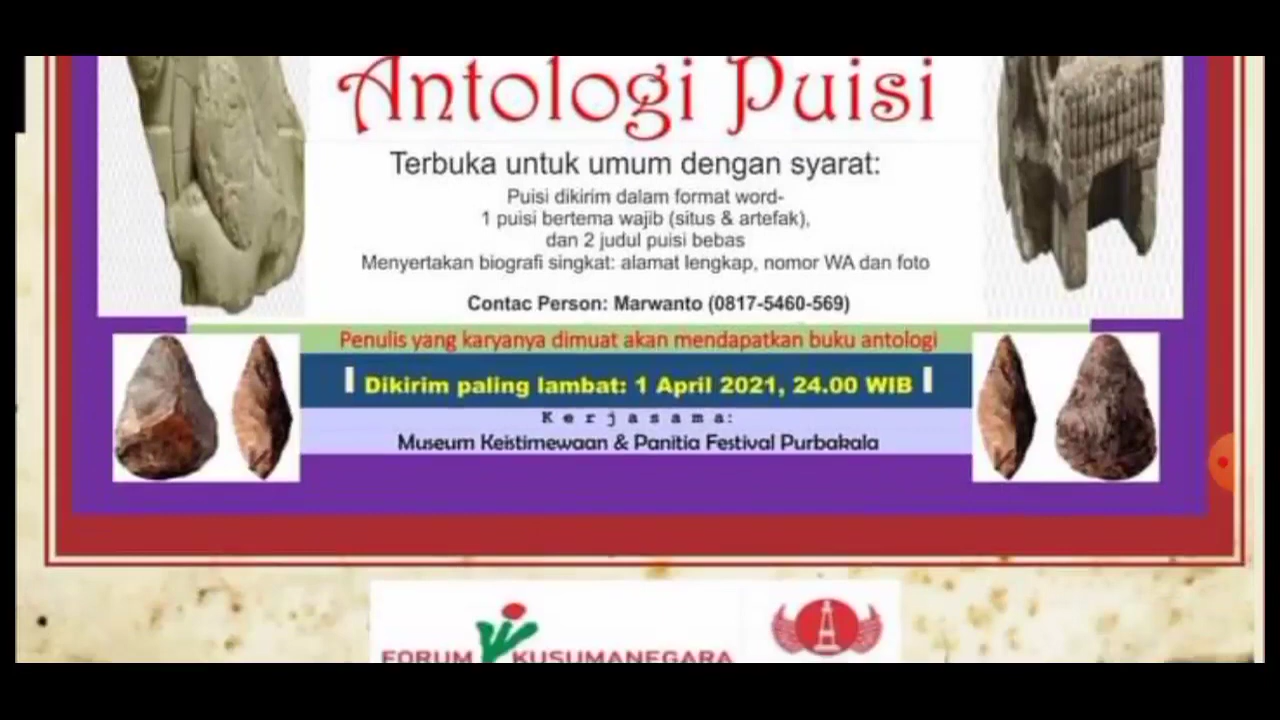 Antologi Puisi
Terbuka untuk umum dengan syarat:
Puisi dikirim dalam format word-
1 puisi bertema wajib (situs & artefak),
dan 2 judul puisi bebas
Menyertakan biografi singkat: alamat lengkap, nomor WA dan foto
Contac Person: Marwanto (0817-5460-569)
Penulis yang karyanya dimuat akan mendapatkan buku antologi
Dikirim paling lambat: 1 April 2021, 24.00 WIB
Kerjasama:
Museum Keistimewaan & Panitia Festival Purbakala
FORUM KUSUMANEGARA